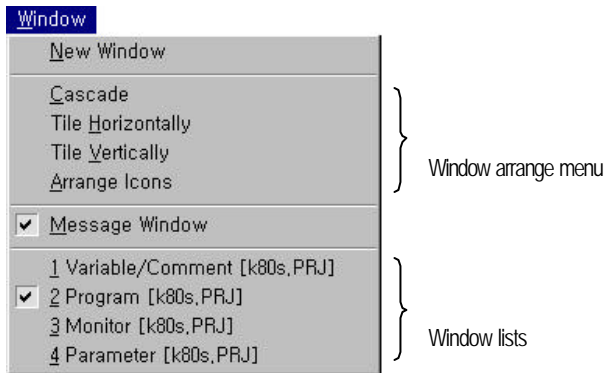 Window
New Window
Cascade
Tile Horizontally
Tile Vertically
Arrange Icons
Window arrange menu
Message Window
1 Variable/Comment [k80s,PRJ]
2 Program [k80s,PRJ]
3 Monitor [k80s,PRJ]
4 Parameter [k80s,PRJ]
Window lists